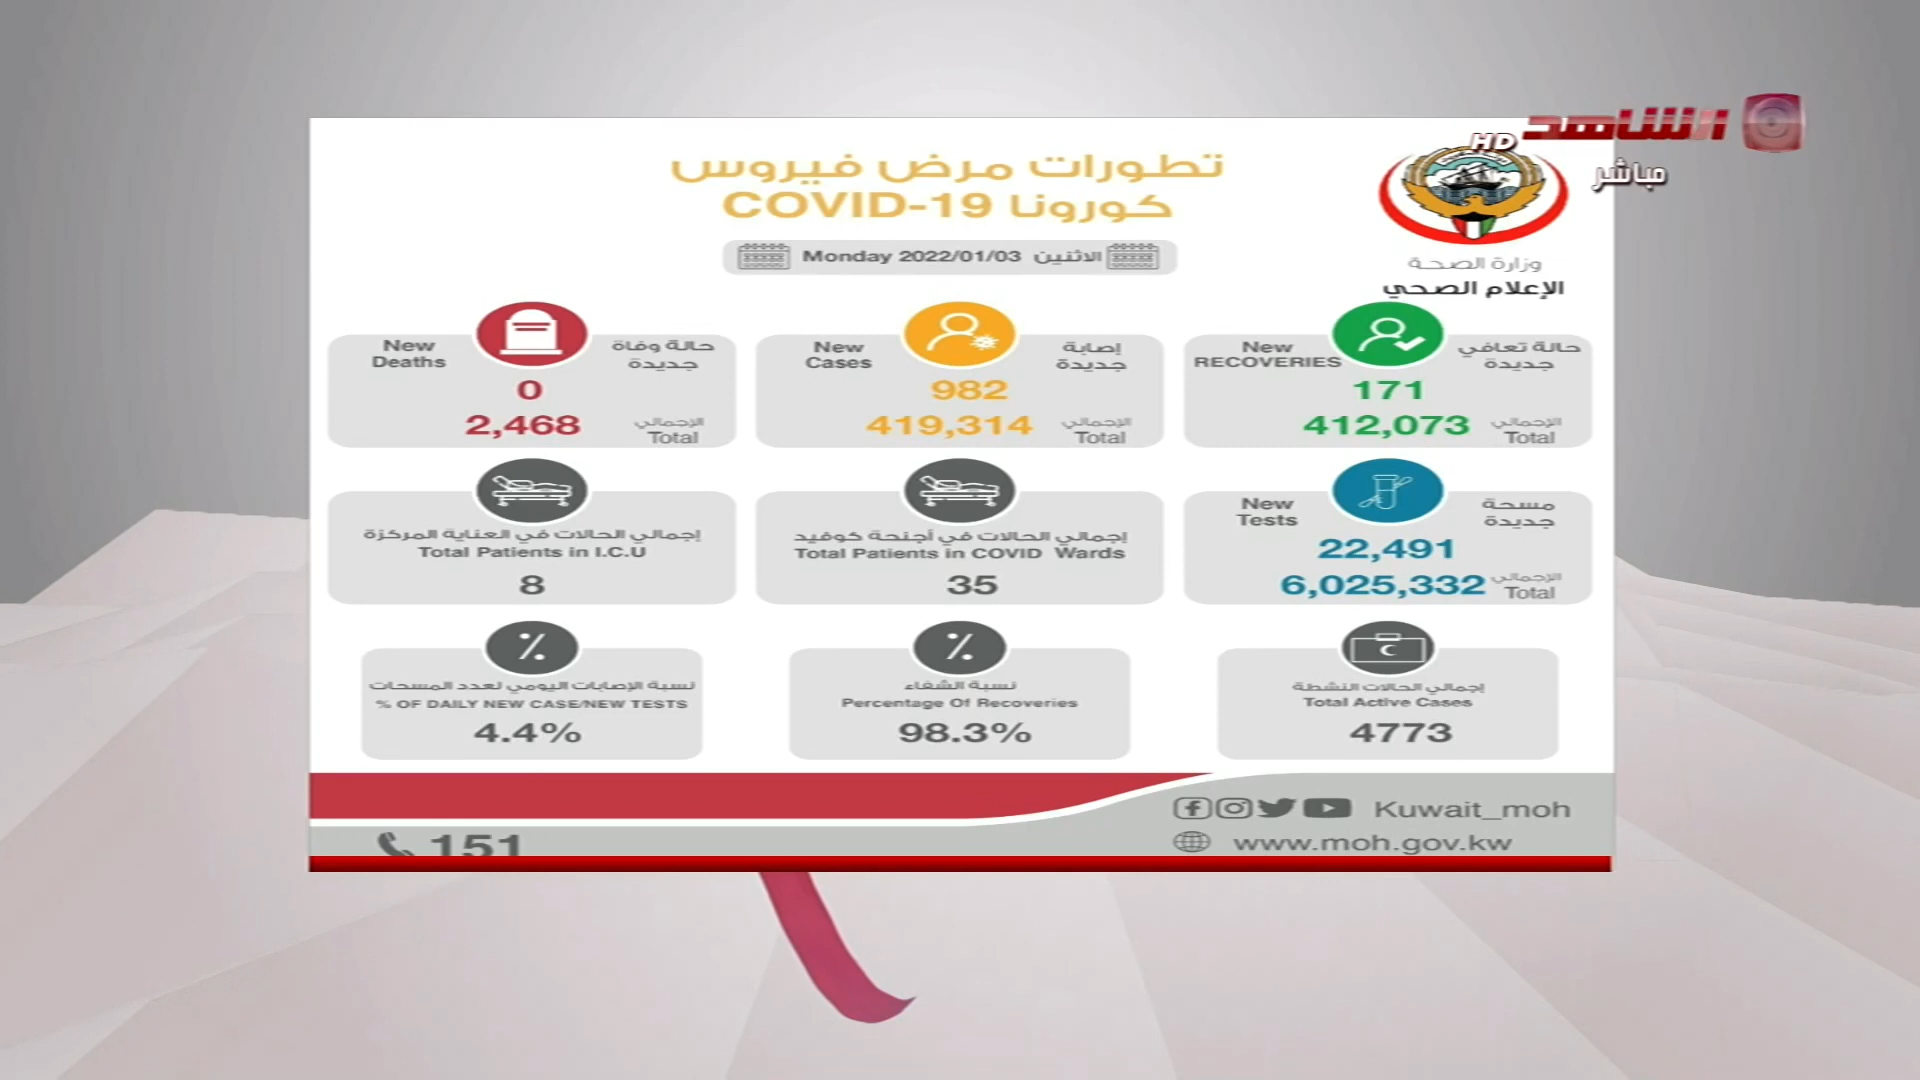 الشاهد
HD
مباشر
تطورات مرض فيروس
كورونا COVID-19
Monday 2022/01/03 الاثنين
وزارة الصحة
الإعلام الصحي
New Deaths
حالة وفاة جديدة
0
2,468
الإجمالي
Total
New Cases
إصابة جديدة
982
419,314
الإجمالي
Total
New RECOVERIES
حالة تعافي جديدة
171
412,073
الإجمالي
Total
إجمالي الحالات في العناية المركزة
Total Patients in I.C.U
8
إجمالي الحالات في أجنحة كوفيد
Total Patients in COVID Wards
35
New Tests
مسحة جديدة
22,491
6,025,332
الإجمالي
Total
نسبة الإصابات اليومي لعدد المسحات
% OF DAILY NEW CASE/NEW TESTS
4.4%
نسبة الشفاء
Percentage Of Recoveries
98.3%
إجمالي الحالات النشطة
Total Active Cases
4773
Kuwait_moh
151
www.moh.gov.kw